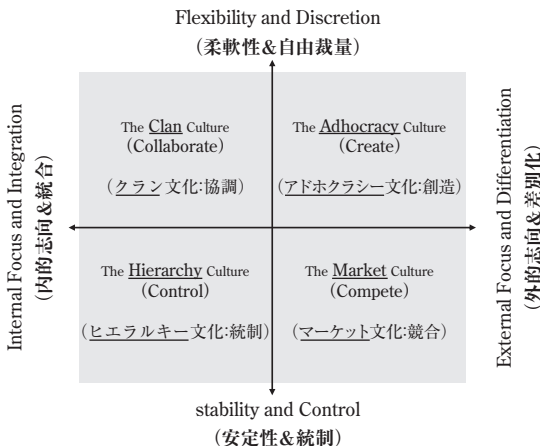 Flexibility and Discretion
(柔軟性&自由裁量)
Internal Focus and Integration
(内的志向&統合)
The Clan Culture
(Collaborate)
(クラン文化:協調)
The Adhocracy Culture
(Create)
(アドホクラシー文化:創造)
The Hierarchy Culture
(Control)
(ヒエラルキー文化:統制)
The Market Culture
(Compete)
(マーケット文化:競合)
External Focus and Differentiation
(外的志向&差別化)
stability and Control
(安定性&統制)